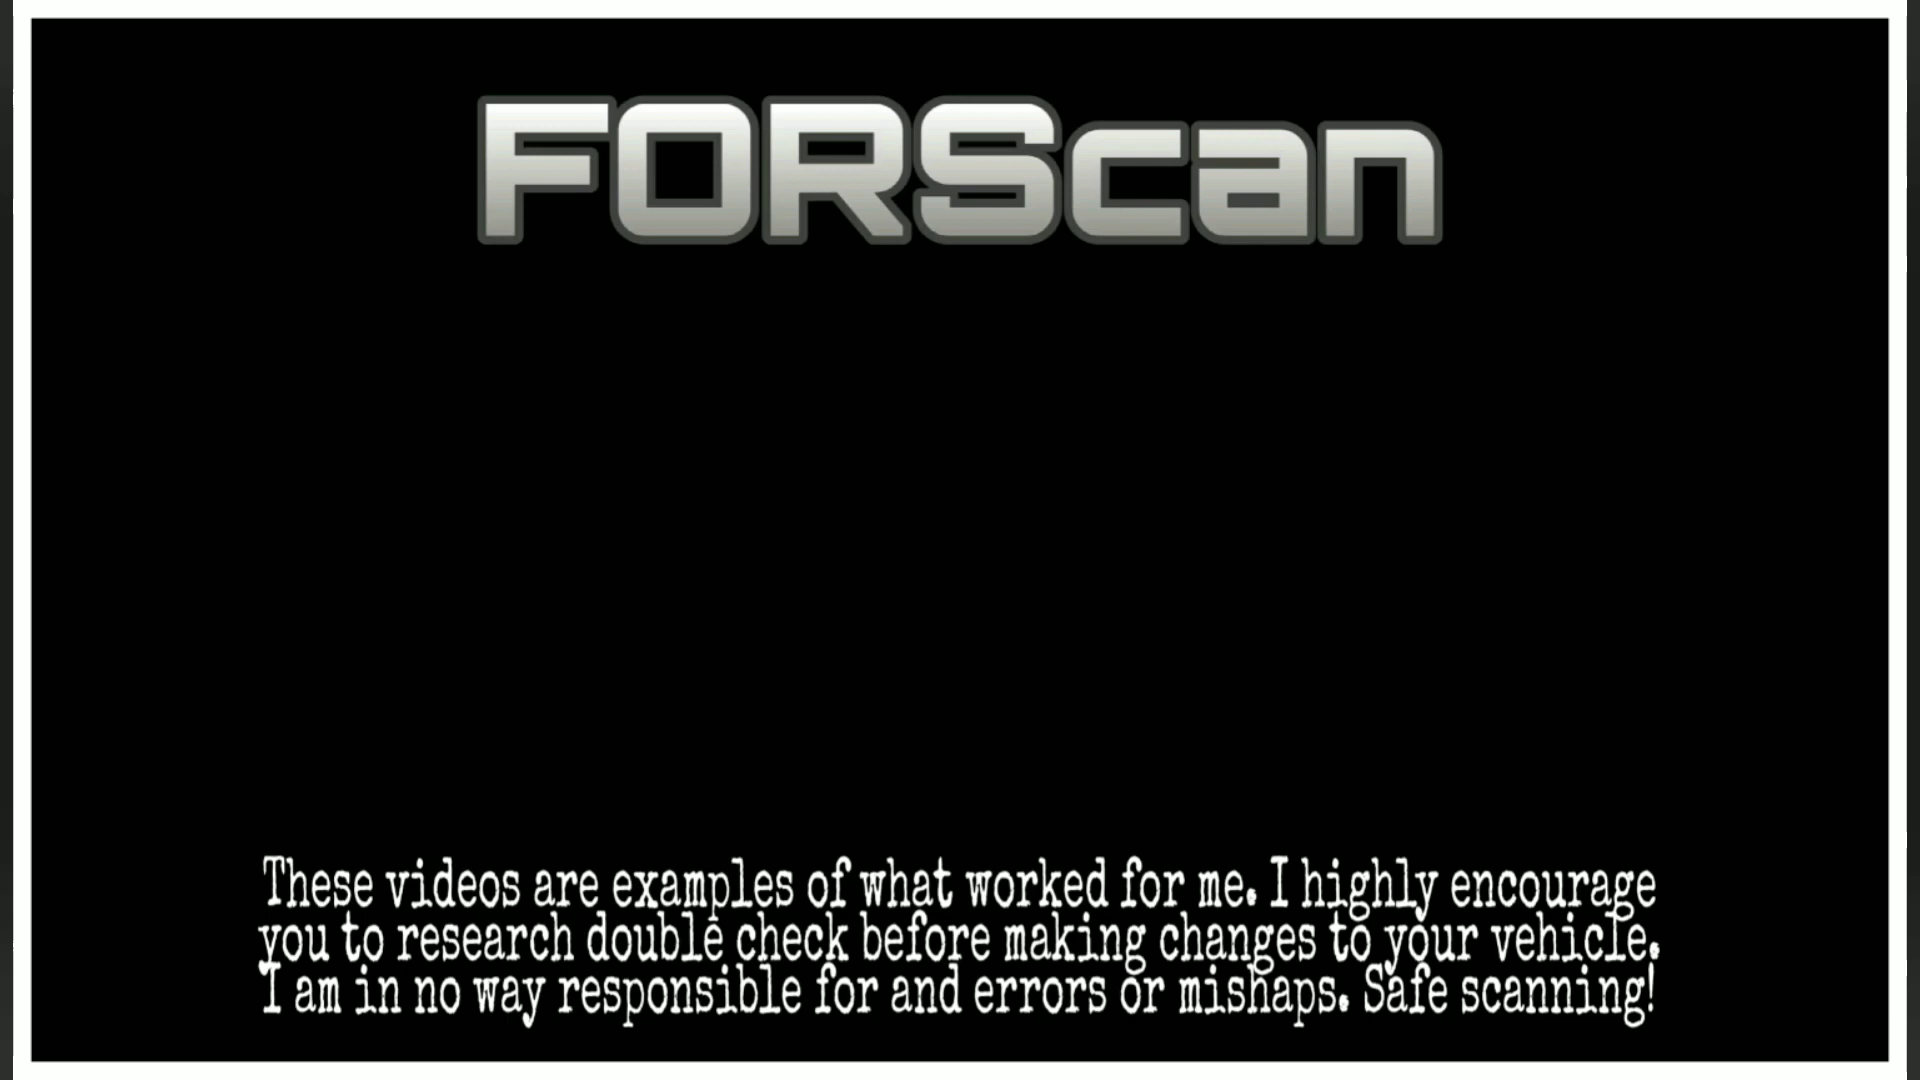 FORScan
These videos are examples of what worked for me. I highly encourage
you to research double check before making changes to your vehicle.
I am in no way responsible for and errors or mishaps. Safe scanning!